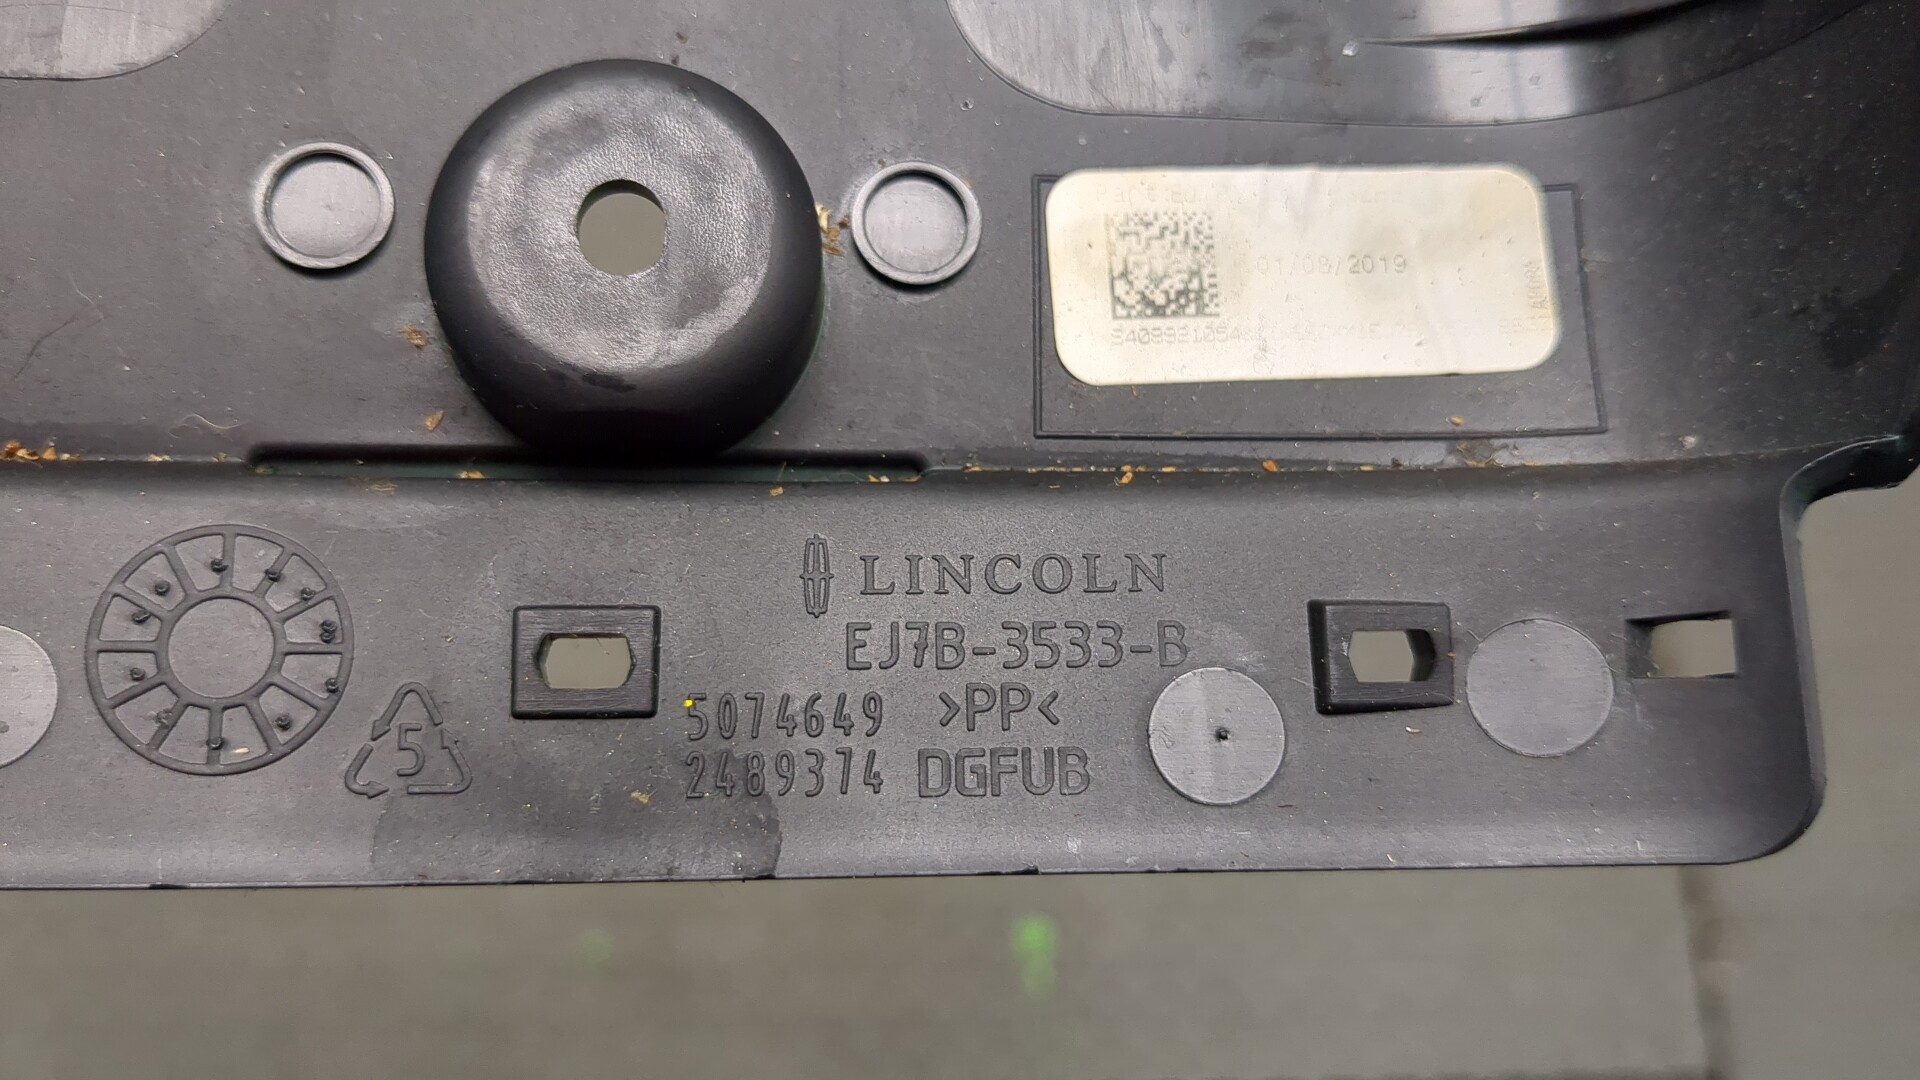 01/08/2019
LINCOLN
EJ7B-3533-B
5074649 >PP<
2489374 DGFUB
5